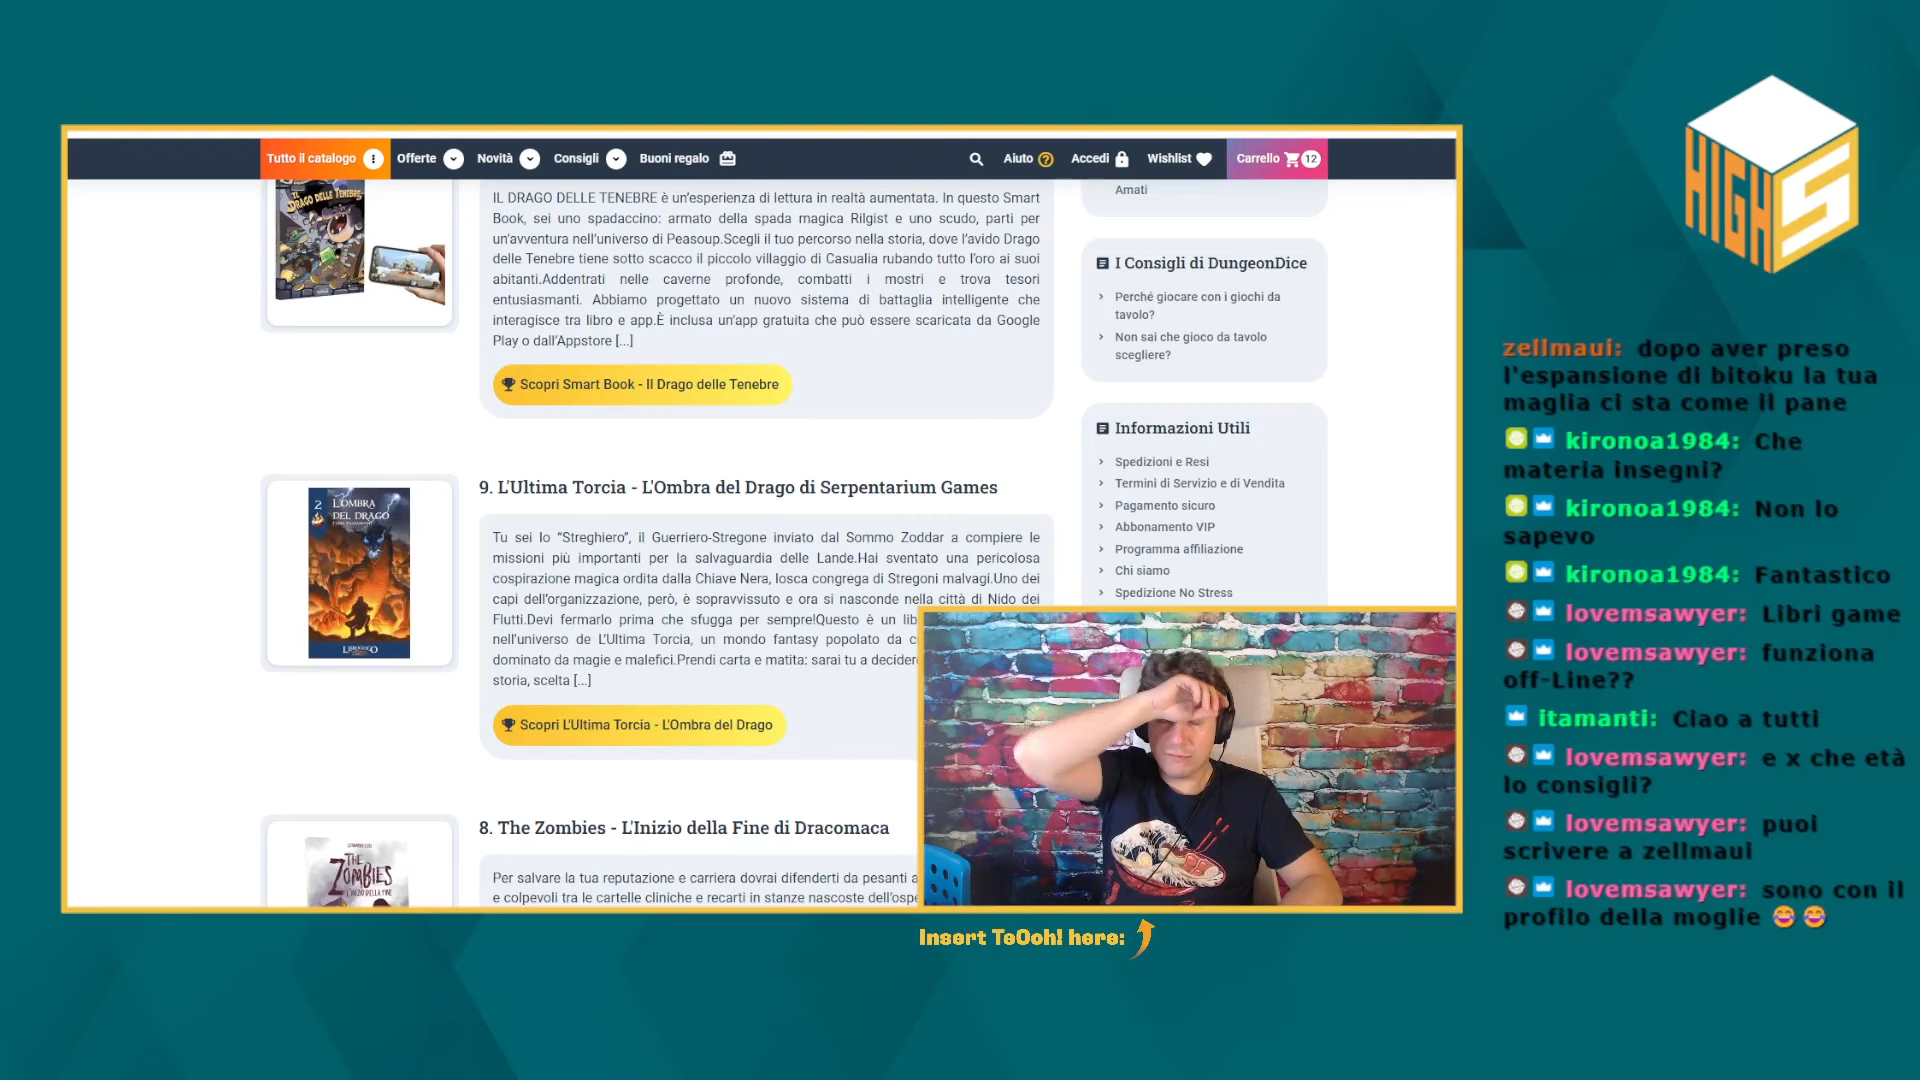 Tutto il catalogo Offerte Novità Consigli Buoni regalo Aiuto Accedi Wishlist Carrello 12
IL DRAGO DELLE TENEBRE
IL DRAGO DELLE TENEBRE è un'esperienza di lettura in realtà aumentata. In questo Smart
Book, sei uno spadaccino: armato della spada magica Rilgist e uno scudo, parti per
un'avventura nell'universo di Peasoup.Scegli il tuo percorso nella storia, dove l'avido Drago
delle Tenebre tiene sotto scacco il piccolo villaggio di Casualia rubando tutto l'oro ai suoi
abitanti.Addentrati nelle caverne profonde, combatti i mostri e trova tesori
entusiasmanti. Abbiamo progettato un nuovo sistema di battaglia intelligente che
interagisce tra libro e app.È inclusa un'app gratuita che può essere scaricata da Google
Play o dall'Appstore [...]
Scopri Smart Book - Il Drago delle Tenebre
9. L'Ultima Torcia - L'Ombra del Drago di Serpentarium Games
2 L'OMBRA
DEL DRAGO
LIBROGIOCO
Tu sei lo “Streghiero”, il Guerriero-Stregone inviato dal Sommo Zoddar a compiere le
missioni più importanti per la salvaguardia delle Lande.Hai sventato una pericolosa
cospirazione magica ordita dalla Chiave Nera, losca congrega di Stregoni malvagi.Uno dei
capi dell'organizzazione, però, è sopravvissuto e ora si nasconde nella città di Nido dei
Flutti.Devi fermarlo prima che sfugga per sempre!Questo è un lib
nell'universo de L'Ultima Torcia, un mondo fantasy popolato da c
dominato da magie e malefici.Prendi carta e matita: sarai tu a decidere
storia, scelta [...]
Scopri L'Ultima Torcia - L'Ombra del Drago
8. The Zombies - L'Inizio della Fine di Dracomaca
THE
ZOMBIES
L'INIZIO DELLA FINE
Per salvare la tua reputazione e carriera dovrai difenderti da pesanti a
e colpevoli tra le cartelle cliniche e recarti in stanze nascoste dell'ospe
Amati
I Consigli di DungeonDice
Perché giocare con i giochi da
tavolo?
Non sai che gioco da tavolo
scegliere?
Informazioni Utili
Spedizioni e Resi
Termini di Servizio e di Vendita
Pagamento sicuro
Abbonamento VIP
Programma affiliazione
Chi siamo
Spedizione No Stress
Insert TeOoh! here:
HIGH5
zellmaui: dopo aver preso
l'espansione di bitoku la tua
maglia ci sta come il pane
kironoa1984: Che
materia insegni?
kironoa1984: Non lo
sapevo
kironoa1984: Fantastico
lovemsawyer: Libri game
lovemsawyer: funziona
off-Line??
itamanti: Ciao a tutti
lovemsawyer: e x che età
lo consigli?
lovemsawyer: puoi
scrivere a zellmaui
lovemsawyer: sono con il
profilo della moglie 😂 😂